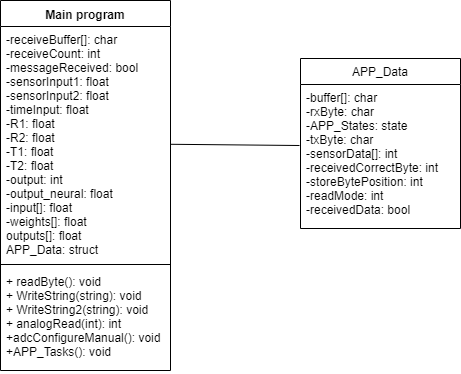 Main program
-receiveBuffer[]: char
-receiveCount: int
-messageReceived: bool
-sensorInput1: float
-sensorInput2: float
-timeInput: float
-R1: float
-R2: float
-T1: float
-T2: float
-output: int
-output_neural: float
-input[]: float
-weights[]: float
outputs[]: float
APP_Data: struct
+ readByte(): void
+ WriteString(string): void
+ WriteString2(string): void
+ analogRead(int): int
+adcConfigureManual(): void
+APP_Tasks(): void
APP_Data
-buffer[]: char
-rxByte: char
-APP_States: state
-txByte: char
-sensorData[]: int
-receivedCorrectByte: int
-storeBytePosition: int
-readMode: int
-receivedData: bool